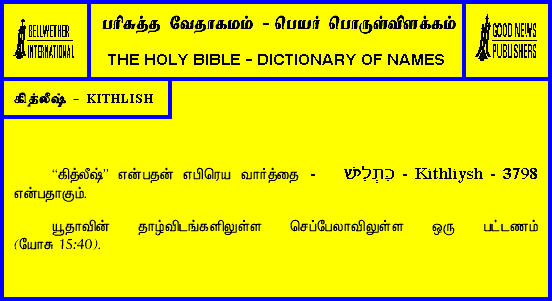 BELLWETHER
INTERNATIONAL
பரிசுத்த வேதாகமம் - பெயர் பொருள்விளக்கம்
THE HOLY BIBLE - DICTIONARY OF NAMES
GOOD NEWS
PUBLISHERS
கித்லீஷ் - KITHLISH
“கித்லீஷ்” என்பதன் எபிரெய வார்த்தை - כִּתְלִישׁ - Kithliysh - 3798
என்பதாகும்.
யூதாவின் தாழ்விடங்களிலுள்ள செப்பேலாவிலுள்ள ஒரு பட்டணம்
(யோசு 15:40).